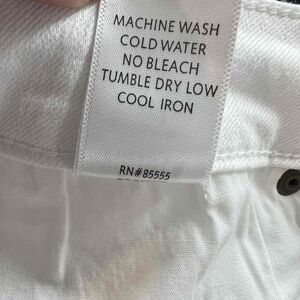 MACHINE WASH
COLD WATER
NO BLEACH
TUMBLE DRY LOW
COOL IRON
RN#85555